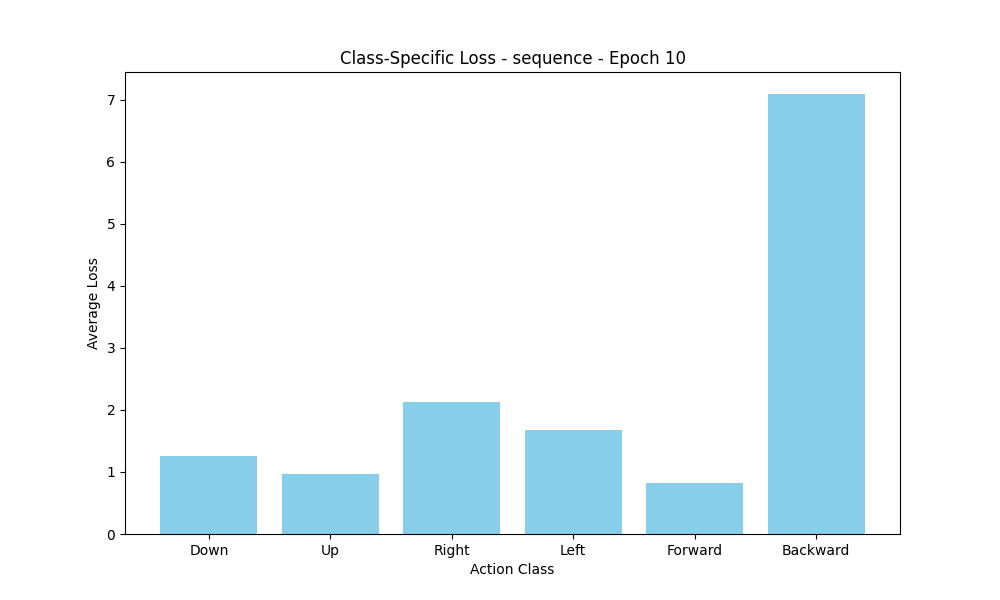 Class-Specific Loss - sequence - Epoch 10
Average Loss
7
6
5
4
3
2
1
0
Down Up Right Left Forward Backward
Action Class